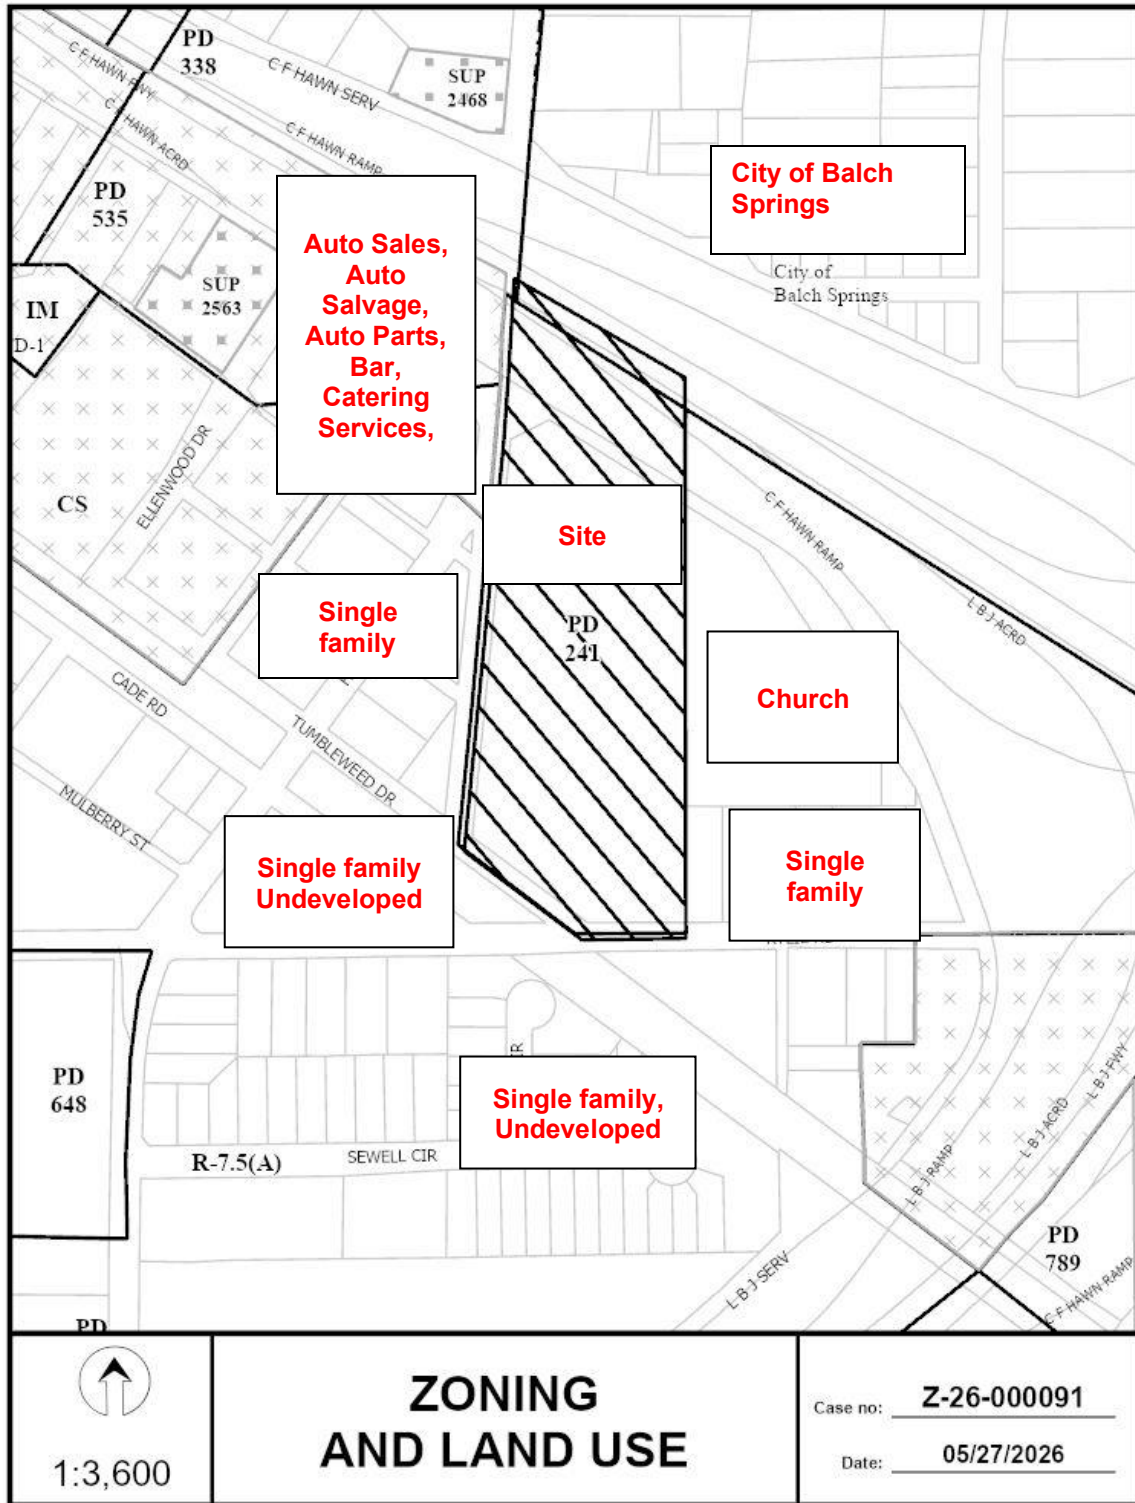 PD
338
C F HAWN FWY
C F HAWN SERV
SUP
2468
C F HAWN ACRD
C F HAWN RAMP
City of Balch
Springs
PD
535
Auto Sales,
Auto
Salvage,
Auto Parts,
Bar,
Catering
Services,
City of
Balch Springs
SUP
2563
IM
D-1
ELLENWOOD DR
CS
C F HAWN RAMP
Site
L B J ACRD
Single
family
PD
241
Church
CADE RD
TUMBLEWEED DR
MULBERRY ST
Single family
Undeveloped
Single
family
PD
648
Single family,
Undeveloped
L B J FWY
L B J ACRD
L B J RAMP
R-7.5(A)
SEWELL CIR
PD
789
L B J SERV
C F HAWN RAMP
PD
1:3,600
ZONING
AND LAND USE
Case no: Z-26-000091
Date: 05/27/2026